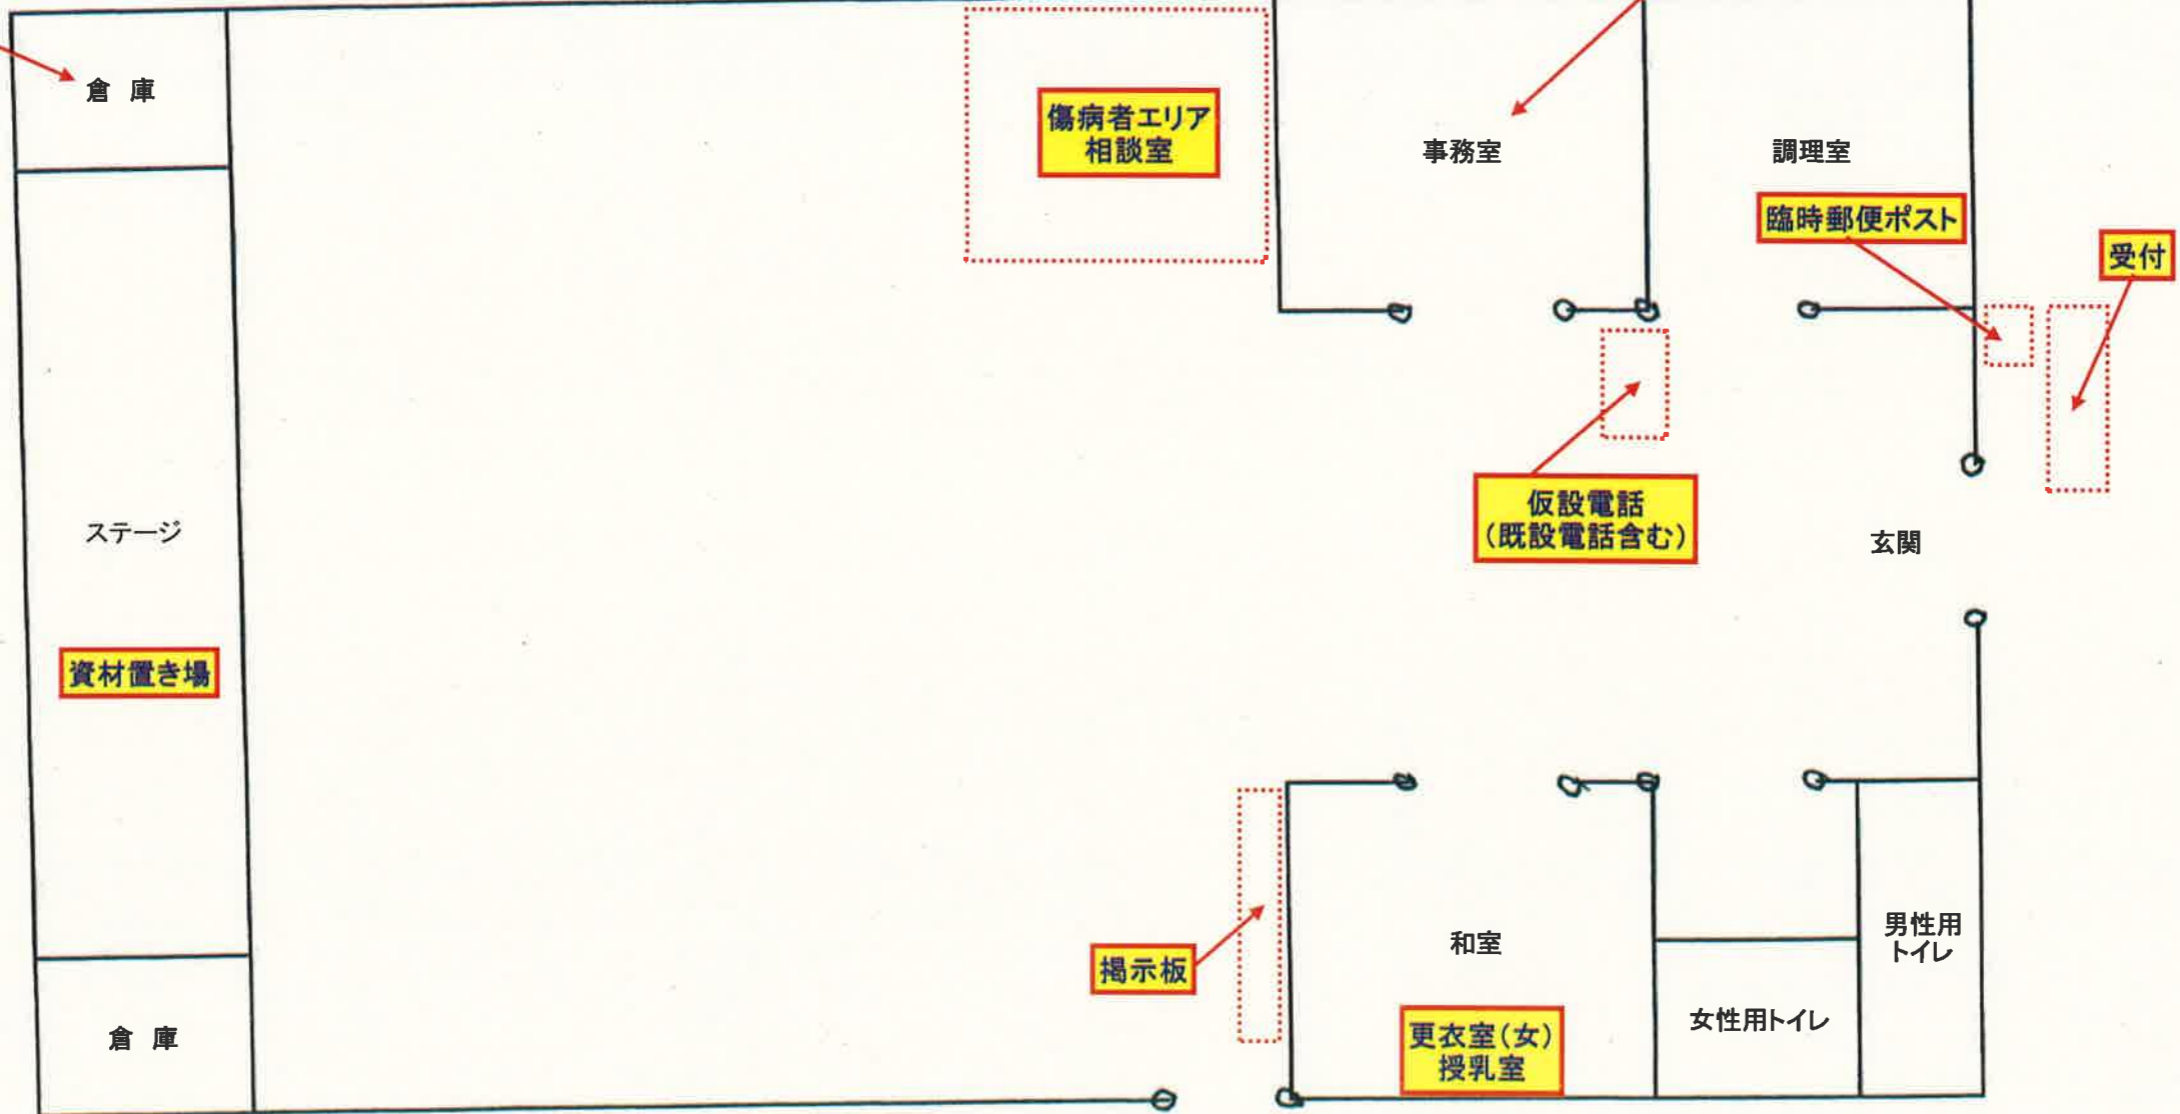 倉 庫
傷病者エリア
相談室
事務室
調理室
臨時郵便ポスト
受付
ステージ
仮設電話
(既設電話含む)
玄関
資材置き場
掲示板
和室
男性用
トイレ
倉 庫
更衣室(女)
授乳室
女性用トイレ